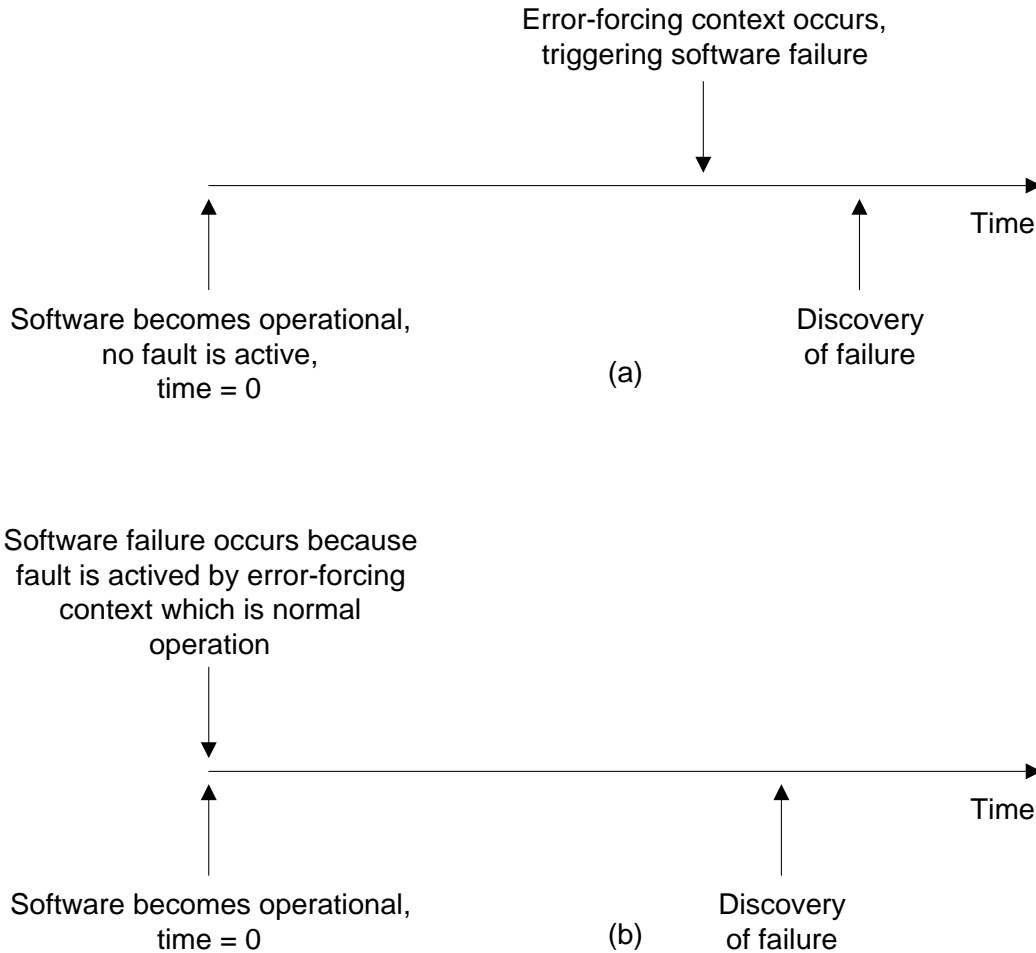 Error-forcing context occurs,
triggering software failure
Time
Software becomes operational,
no fault is active,
time = 0
Discovery
of failure
(a)
Software failure occurs because
fault is actived by error-forcing
context which is normal
operation
Time
Software becomes operational,
time = 0
Discovery
of failure
(b)